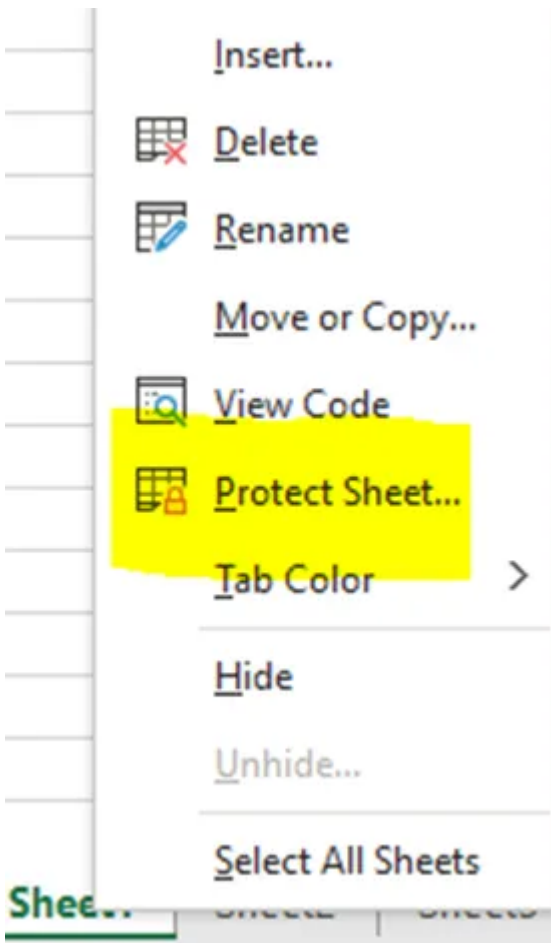 Insert...
Delete
Rename
Move or Copy...
View Code
Protect Sheet...
Tab Color
Hide
Unhide...
Select All Sheets